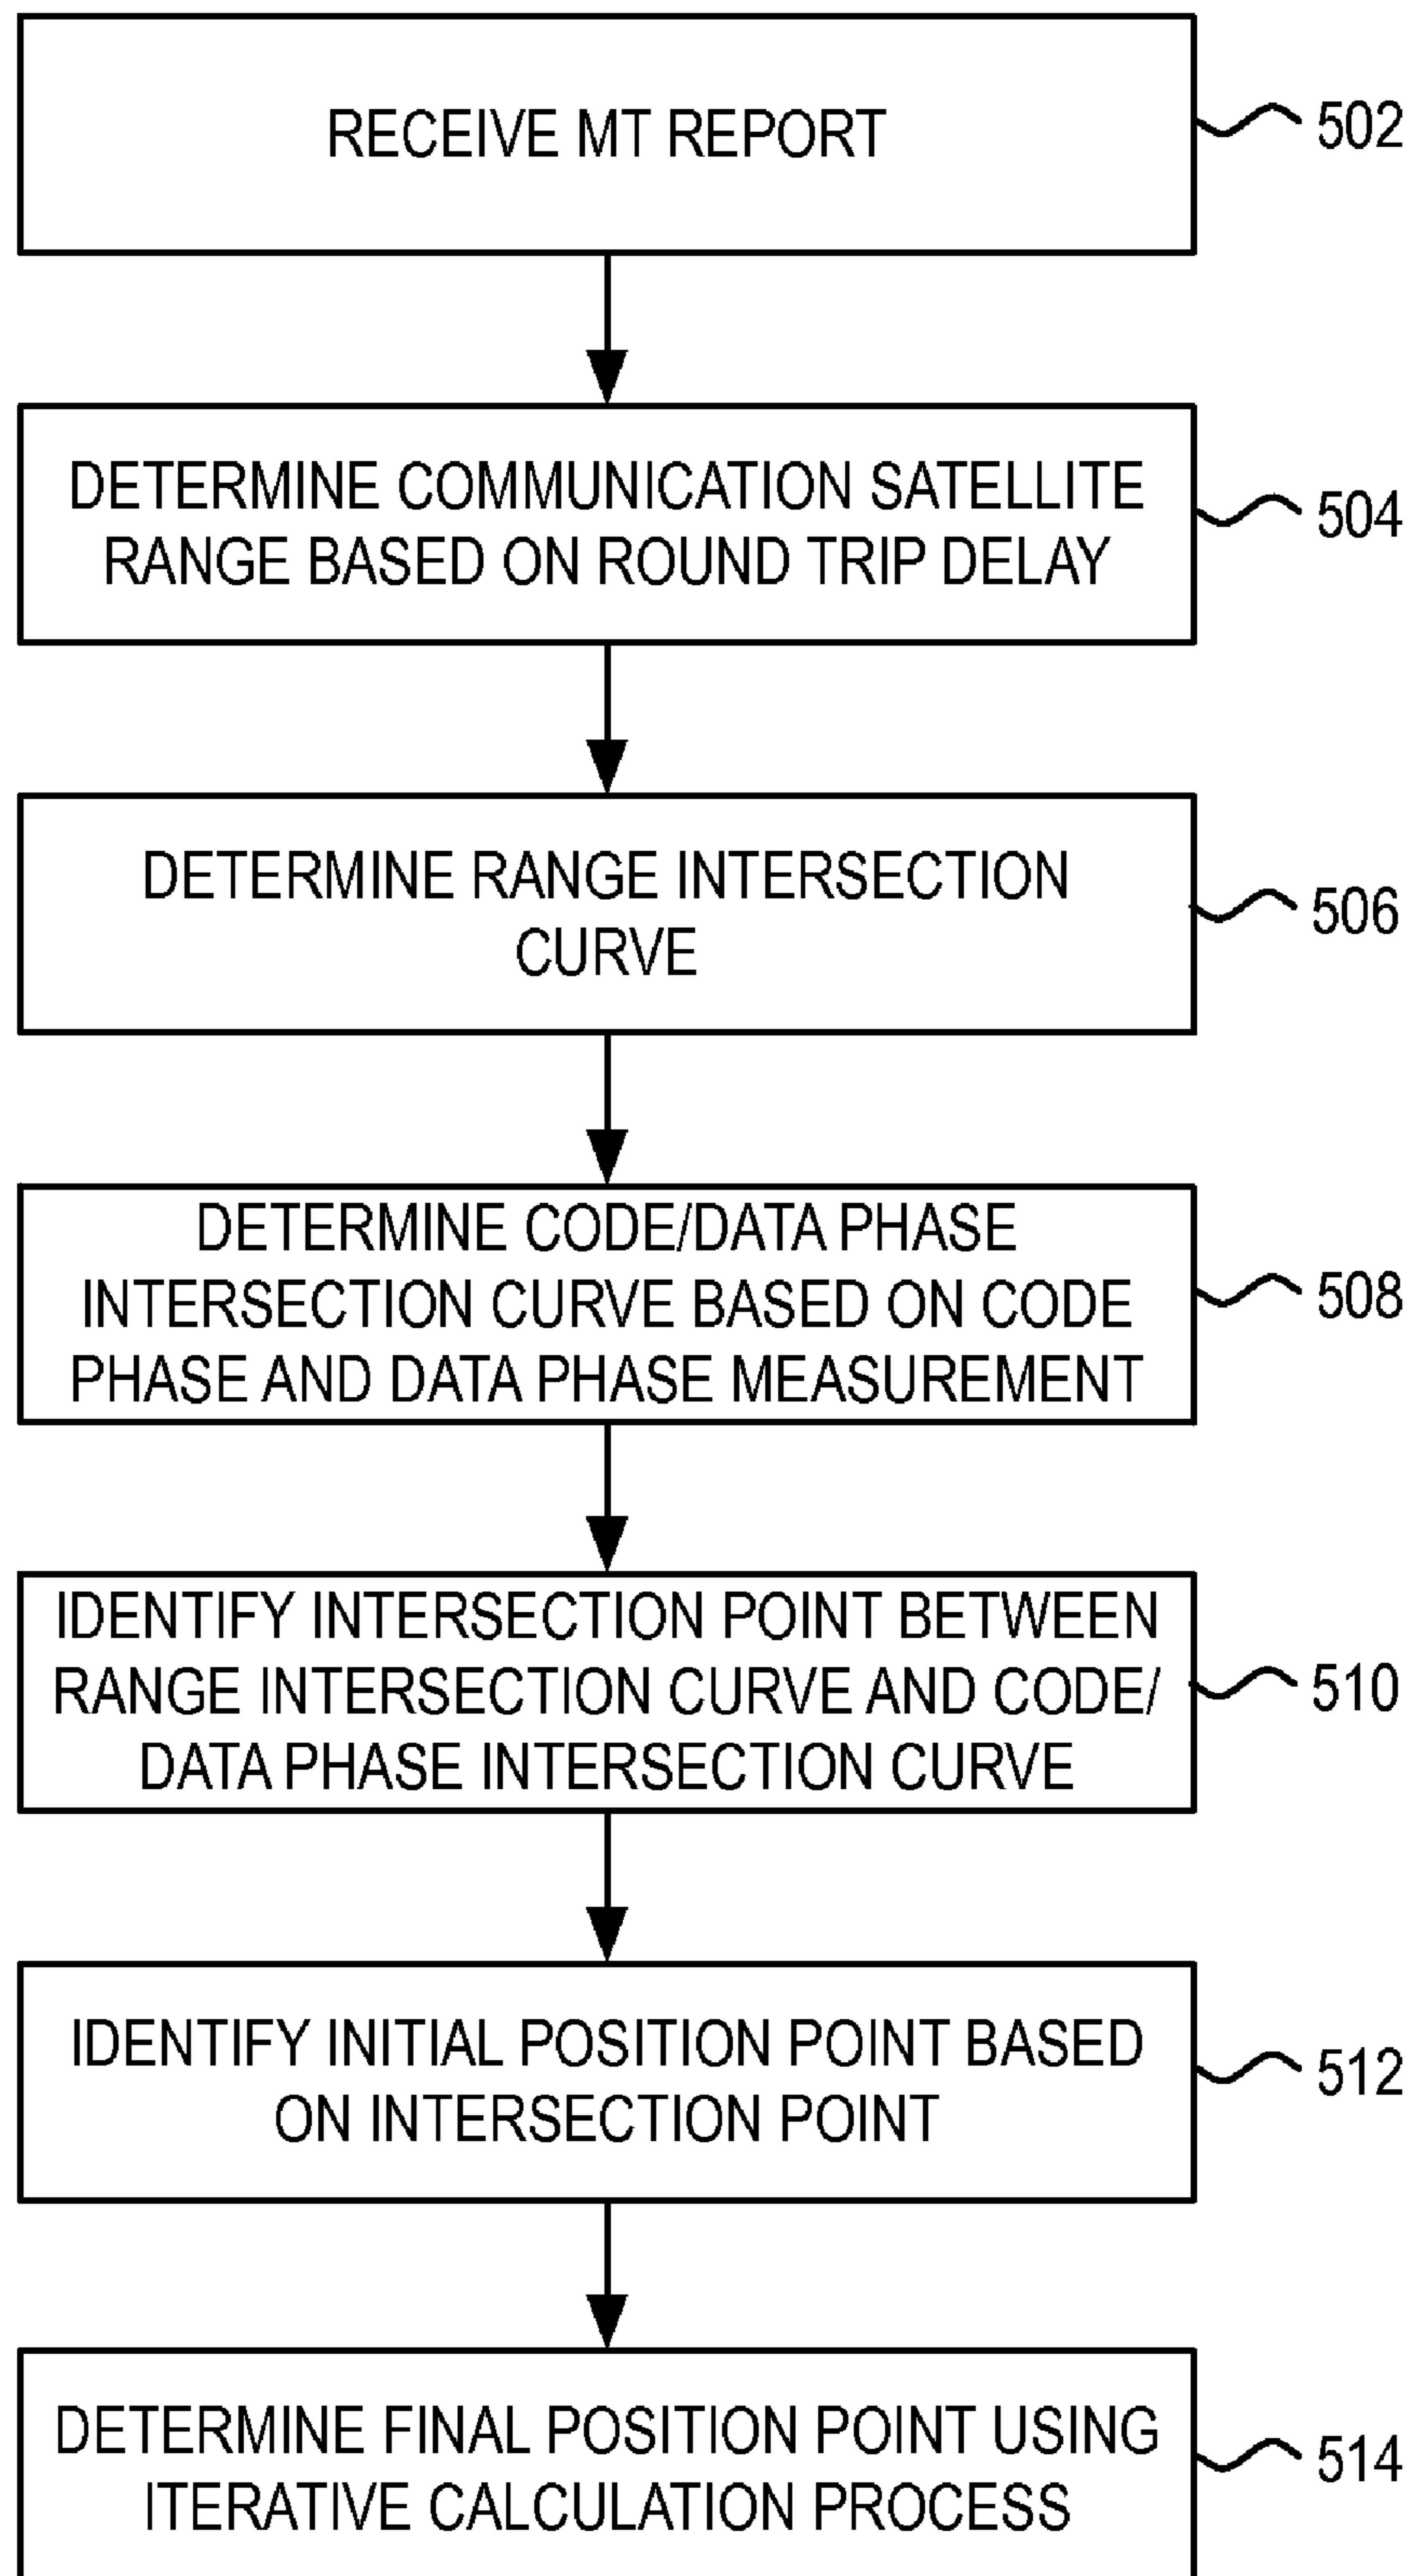 RECEIVE MT REPORT
502
DETERMINE COMMUNICATION SATELLITE
RANGE BASED ON ROUND TRIP DELAY
504
DETERMINE RANGE INTERSECTION
CURVE
506
DETERMINE CODE/DATA PHASE
INTERSECTION CURVE BASED ON CODE
PHASE AND DATA PHASE MEASUREMENT
508
IDENTIFY INTERSECTION POINT BETWEEN
RANGE INTERSECTION CURVE AND CODE/
DATA PHASE INTERSECTION CURVE
510
IDENTIFY INITIAL POSITION POINT BASED
ON INTERSECTION POINT
512
DETERMINE FINAL POSITION POINT USING
ITERATIVE CALCULATION PROCESS
514